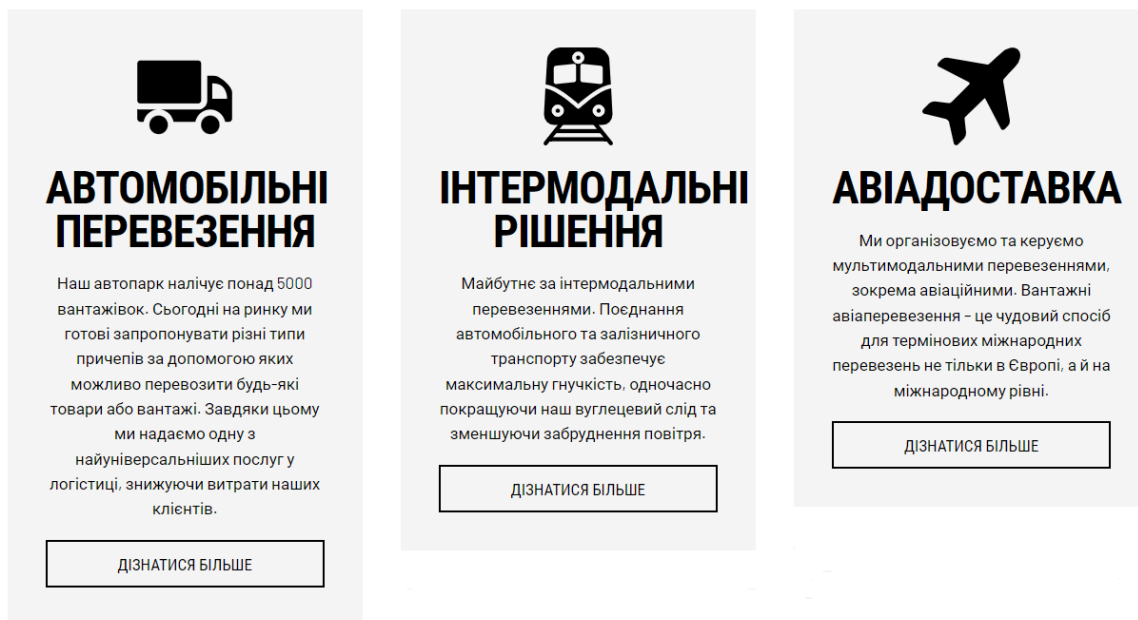 АВТОМОБІЛЬНІ
ПЕРЕВЕЗЕННЯ
Наш автопарк налічує понад 5000
вантажівок. Сьогодні на ринку ми
готові запропонувати різні типи
причепів за допомогою яких
можливо перевозити будь-які
товари або вантажі. Завдяки цьому
ми надаємо одну з
найуніверсальніших послуг у
логістиці, знижуючи витрати наших
клієнтів.
ДІЗНАТИСЯ БІЛЬШЕ
ІНТЕРМОДАЛЬНІ
РІШЕННЯ
Майбутнє за інтермодальними
перевезеннями. Поєднання
автомобільного та залізничного
транспорту забезпечує
максимальну гнучкість, одночасно
покращуючи наш вуглецевий слід та
зменшуючи забруднення повітря.
ДІЗНАТИСЯ БІЛЬШЕ
АВІАДОСТАВКА
Ми організовуємо та керуємо
мультимодальними перевезеннями,
зокрема авіаційними. Вантажні
авіаперевезення – це чудовий спосіб
для термінових міжнародних
перевезень не тільки в Європі, а й на
міжнародному рівні.
ДІЗНАТИСЯ БІЛЬШЕ